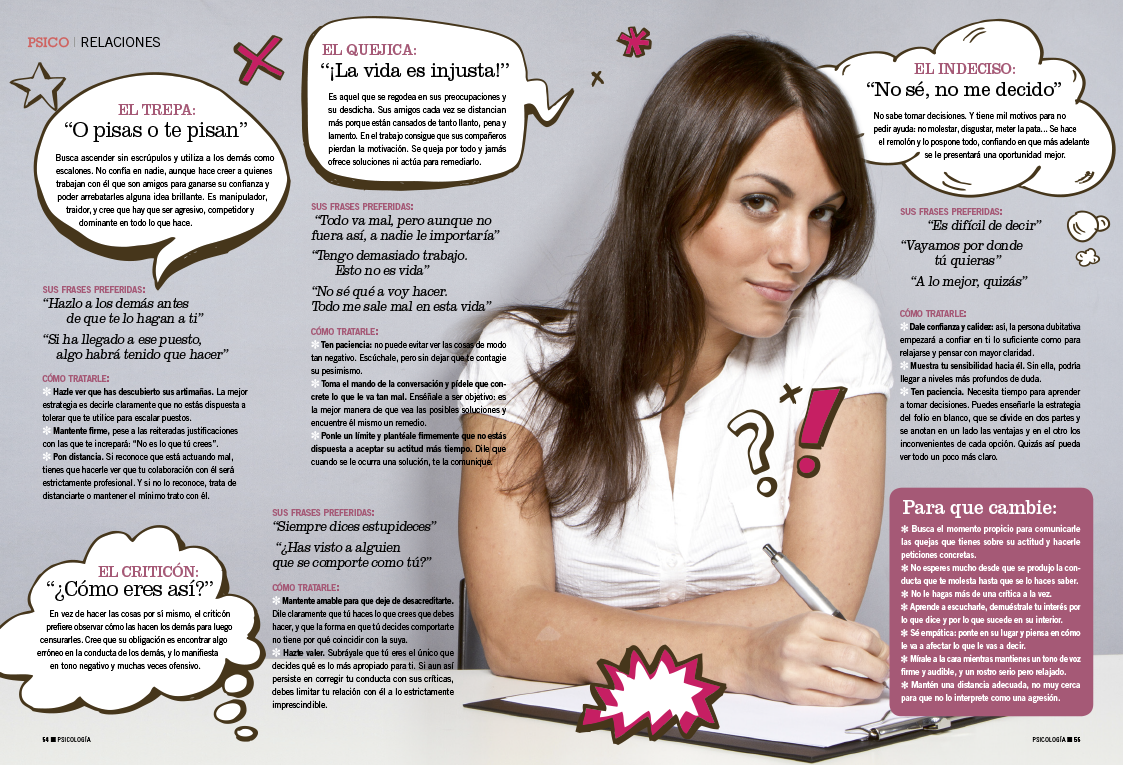 PSICO | RELACIONES
EL TREPA:
“O pisas o te pisan”
Busca ascender sin escrúpulos y utiliza a los demás como
escalones. No confía en nadie, aunque hace creer a quienes
trabajan con él que son amigos para ganarse su confianza y
poder arrebatarles alguna idea brillante. Es manipulador,
traidor, y cree que hay que ser agresivo, competidor y
dominante en todo lo que hace.
SUS FRASES PREFERIDAS:
“Hazlo a los demás antes
de que te lo hagan a ti”
“Si ha llegado a ese puesto,
algo habrá tenido que hacer”
CÓMO TRATARLE:
✻ Hazle ver que has descubierto sus artimañas. La mejor
estrategia es decirle claramente que no estás dispuesta a
tolerar que te utilice para escalar puestos.
✻ Mantente firme, pese a las reiteradas justificaciones
con las que te increpará: “No es lo que tú crees”.
✻ Pon distancia. Si reconoce que está actuando mal,
tienes que hacerle ver que tu colaboración con él será
estrictamente profesional. Y si no lo reconoce, trata de
distanciarte o mantener el mínimo trato con él.
EL QUEJICA:
“¡La vida es injusta!”
Es aquel que se regodea en sus preocupaciones y
su desdicha. Sus amigos cada vez se distancian
más porque están cansados de tanto llanto, pena y
lamento. En el trabajo consigue que sus compañeros
pierdan la motivación. Se queja por todo y jamás
ofrece soluciones ni actúa para remediarlo.
SUS FRASES PREFERIDAS:
“Todo va mal, pero aunque no
fuera así, a nadie le importaría”
“Tengo demasiado trabajo.
Esto no es vida”
“No sé qué a voy hacer.
Todo me sale mal en esta vida”
CÓMO TRATARLE:
✻ Ten paciencia: no puede evitar ver las cosas de modo
tan negativo. Escúchale, pero sin dejar que te contagie
su pesimismo.
✻ Toma el mando de la conversación y pídele que con-
crete lo que le va tan mal. Enséñale a ser objetivo: es
la mejor manera de que vea las posibles soluciones y
encuentre él mismo un remedio.
✻ Ponle un límite y plantéale firmemente que no estás
dispuesta a aceptar su actitud más tiempo. Dile que
cuando se le ocurra una solución, te la comunique.
EL CRITICÓN:
“¿Cómo eres así?”
En vez de hacer las cosas por sí mismo, el criticón
prefiere observar cómo las hacen los demás para luego
censurarles. Cree que su obligación es encontrar algo
erróneo en la conducta de los demás, y lo manifiesta
en tono negativo y muchas veces ofensivo.
SUS FRASES PREFERIDAS:
“Siempre dices estupideces”
“¿Has visto a alguien
que se comporte como tú?”
CÓMO TRATARLE:
✻ Mantente amable para que deje de desacreditarte.
Dile claramente que tú haces lo que crees que debes
hacer, y que la forma en que tú decides comportarte
no tiene por qué coincidir con la suya.
✻ Hazte valer. Subráyale que tú eres el único que
decides qué es lo más apropiado para ti. Si aun así
persiste en corregir tu conducta con sus críticas,
debes limitar tu relación con él a lo estrictamente
imprescindible.
EL INDECISO:
“No sé, no me decido”
No sabe tomar decisiones. Y tiene mil motivos para no
pedir ayuda: no molestar, disgustar, meter la pata... Se hace
el remolón y lo pospone todo, confiando en que más adelante
se le presentará una oportunidad mejor.
SUS FRASES PREFERIDAS:
“Es difícil de decir”
“Vayamos por donde
tú quieras”
“A lo mejor, quizás”
CÓMO TRATARLE:
✻ Dale confianza y calidez: así, la persona dubitativa
empezará a confiar en ti lo suficiente como para
relajarse y pensar con mayor claridad.
✻ Muestra tu sensibilidad hacia él. Sin ella, podría
llegar a niveles más profundos de duda.
✻ Ten paciencia. Necesita tiempo para aprender
a tomar decisiones. Puedes enseñarle la estrategia
del folio en blanco, que se divide en dos partes y
se anotan en un lado las ventajas y en el otro los
inconvenientes de cada opción. Quizás así pueda
ver todo un poco más claro.
?
!
Para que cambie:
✻ Busca el momento propicio para comunicarle
las quejas que tienes sobre su actitud y hacerle
peticiones concretas.
✻ No esperes mucho desde que se produjo la con-
ducta que te molesta hasta que se lo haces saber.
✻ No le hagas más de una crítica a la vez.
✻ Aprende a escucharle, demuéstrale tu interés por
lo que dice y por lo que sucede en su interior.
✻ Sé empática: ponte en su lugar y piensa en cómo
le va a afectar lo que le vas a decir.
✻ Mírale a la cara mientras mantienes un tono de voz
firme y audible, y un rostro serio pero relajado.
✻ Mantén una distancia adecuada, no muy cerca
para que no lo interprete como una agresión.
54 ■ PSICOLOGÍA
PSICOLOGÍA ■ 55